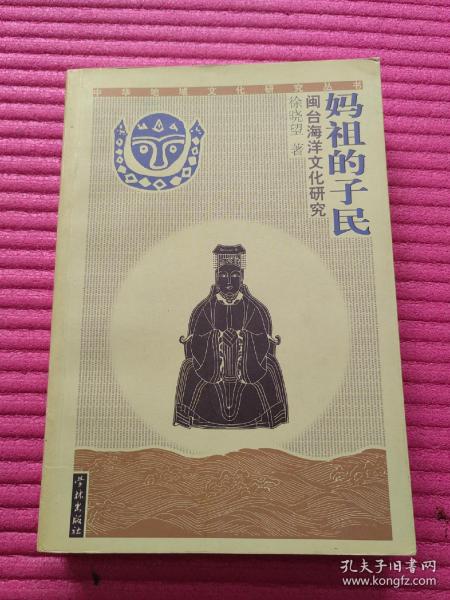 中华地域文化研究丛书
妈祖的子民
闽台海洋文化研究
徐晓望 著
学林出版社
孔夫子旧书网
www.kongfz.com